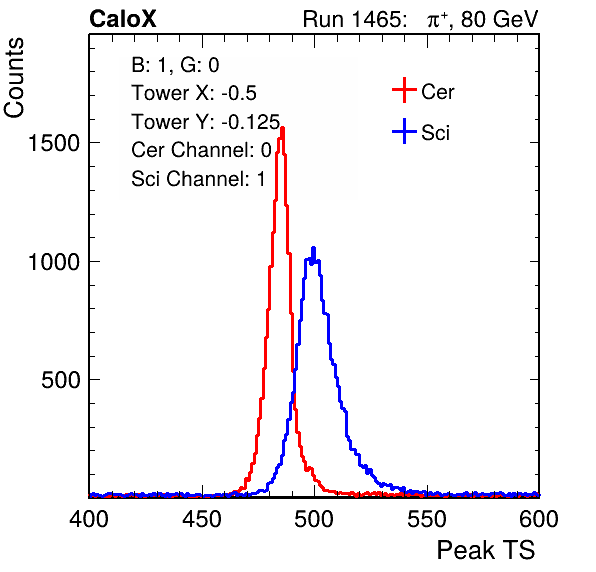 CaloX Run 1465: π⁺, 80 GeV
Counts
B: 1, G: 0
Tower X: -0.5
Tower Y: -0.125
Cer Channel: 0
Sci Channel: 1
Cer
Sci
1500
1000
500
400 450 500 550 600
Peak TS